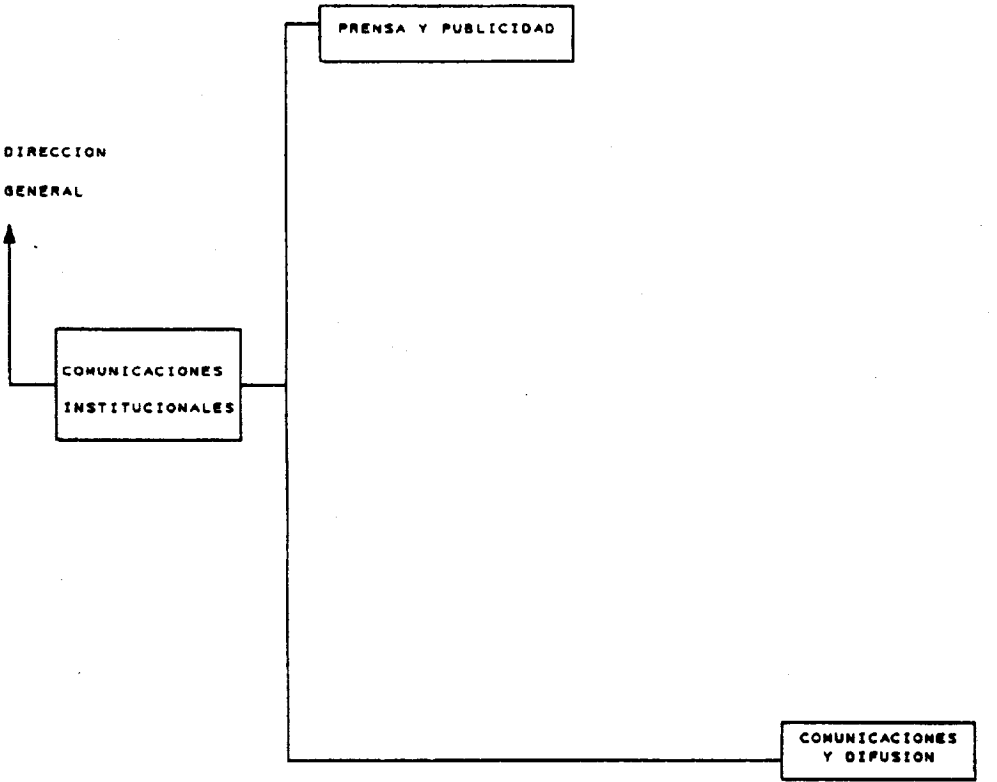 PRENSA Y PUBLICIDAD
DIRECCION
GENERAL
COMUNICACIONES
INSTITUCIONALES
COMUNICACIONES
Y DIFUSION